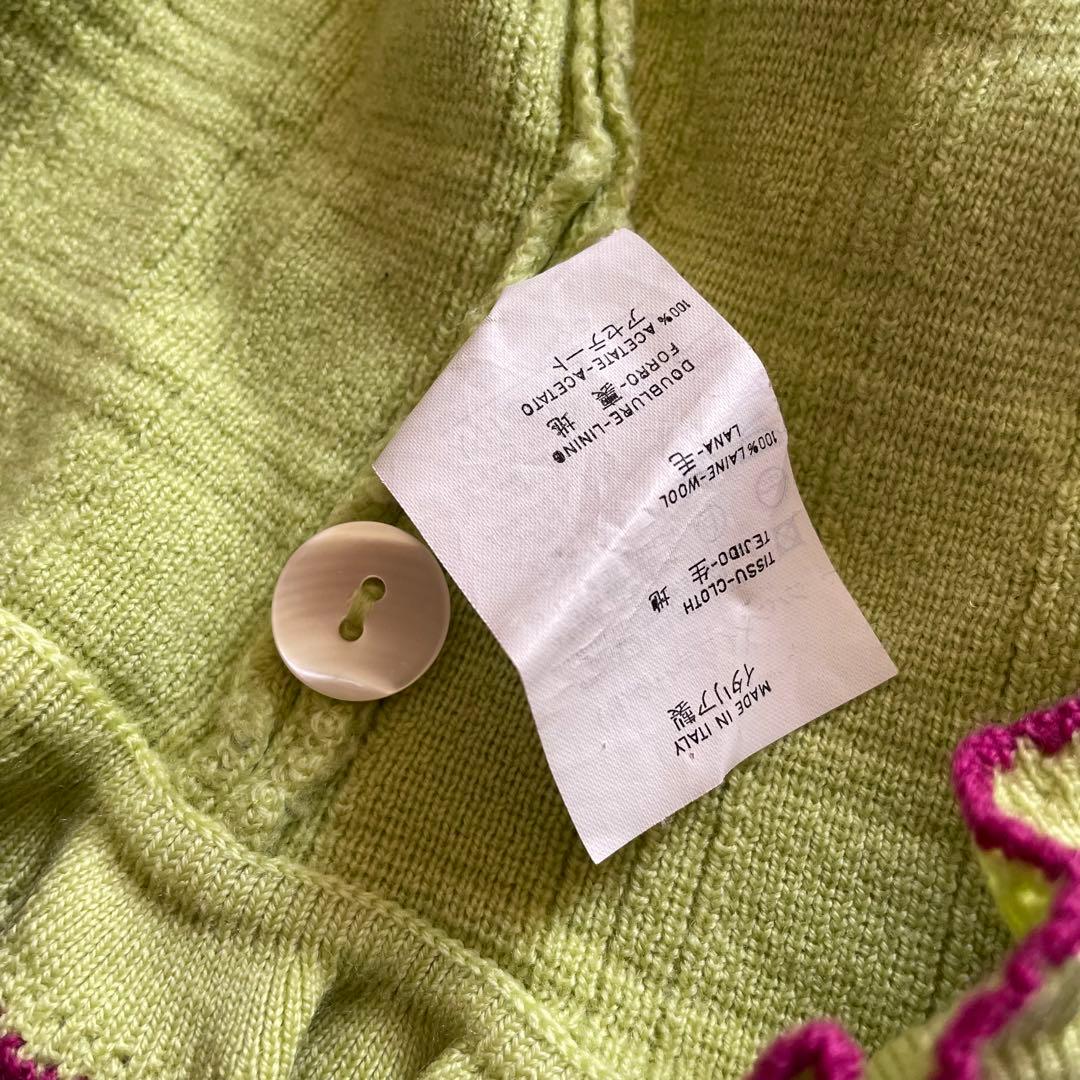 MADE IN ITALY
イタリア製
TISSU-CLOTH
TEJIDO-生 地
100% LAINE-WOOL
LANA-毛
DOUBLURE-LINING
FORRO-裏 地
100% ACETATE-ACETATO
アセテート